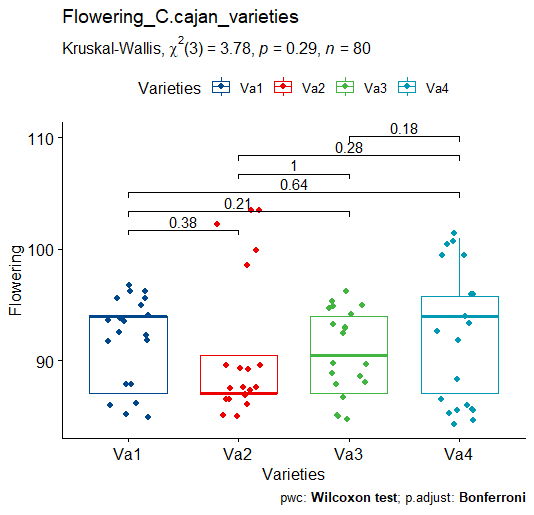 Flowering_C.cajan_varieties
Kruskal-Wallis, χ²(3) = 3.78, p = 0.29, n = 80
Varieties Va1 Va2 Va3 Va4
110
100
90
Flowering
0.18
0.28
1
0.64
0.21
0.38
Va1 Va2 Va3 Va4
Varieties
pwc: Wilcoxon test; p.adjust: Bonferroni